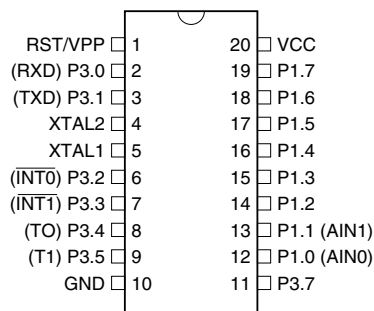 RST/VPP 1 20 VCC
(RXD) P3.0 2 19 P1.7
(TXD) P3.1 3 18 P1.6
XTAL2 4 17 P1.5
XTAL1 5 16 P1.4
(INT0) P3.2 6 15 P1.3
(INT1) P3.3 7 14 P1.2
(TO) P3.4 8 13 P1.1 (AIN1)
(T1) P3.5 9 12 P1.0 (AIN0)
GND 10 11 P3.7